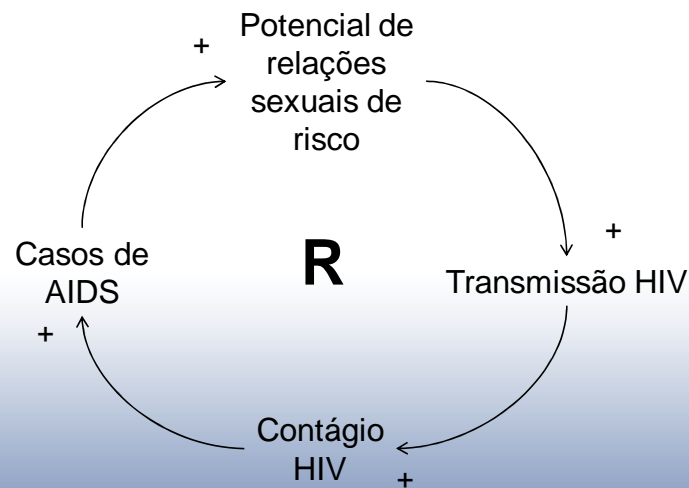 +
Potencial de
relações
sexuais de
risco
+
Transmissão HIV
R
Casos de
AIDS
+
Contágio
HIV
+